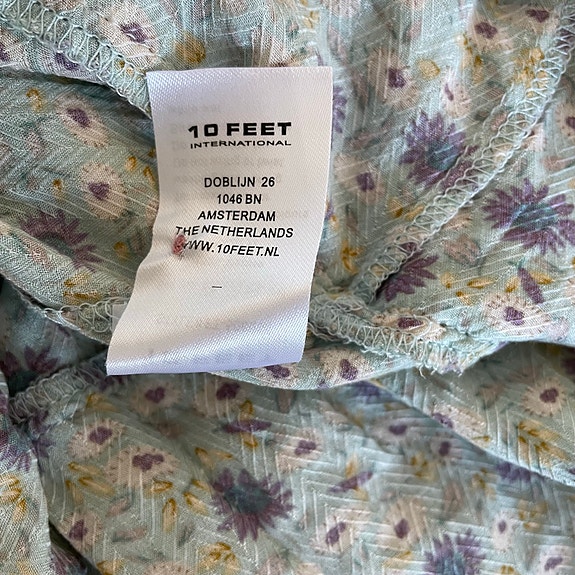 10 FEET
INTERNATIONAL
DOBLIJN 26
1046 BN
AMSTERDAM
THE NETHERLANDS
WWW.10FEET.NL
–